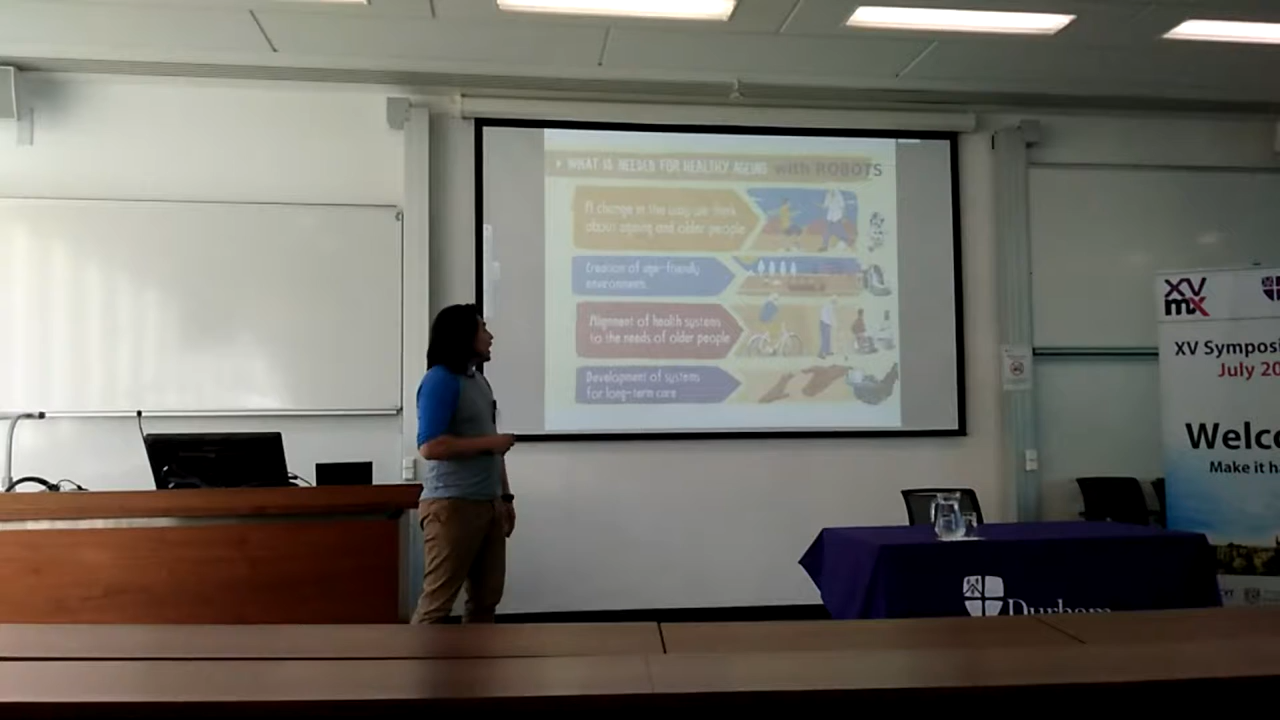 WHAT IS NEEDED FOR HEALTHY AGEING with ROBOTS
A change in the way we think
about ageing and older people
Creation of age-friendly
environments
Alignment of health systems
to the needs of older people
Development of systems
for long-term care
XV
mx
XV Symposi
July 20
Welco
Make it h
Durham